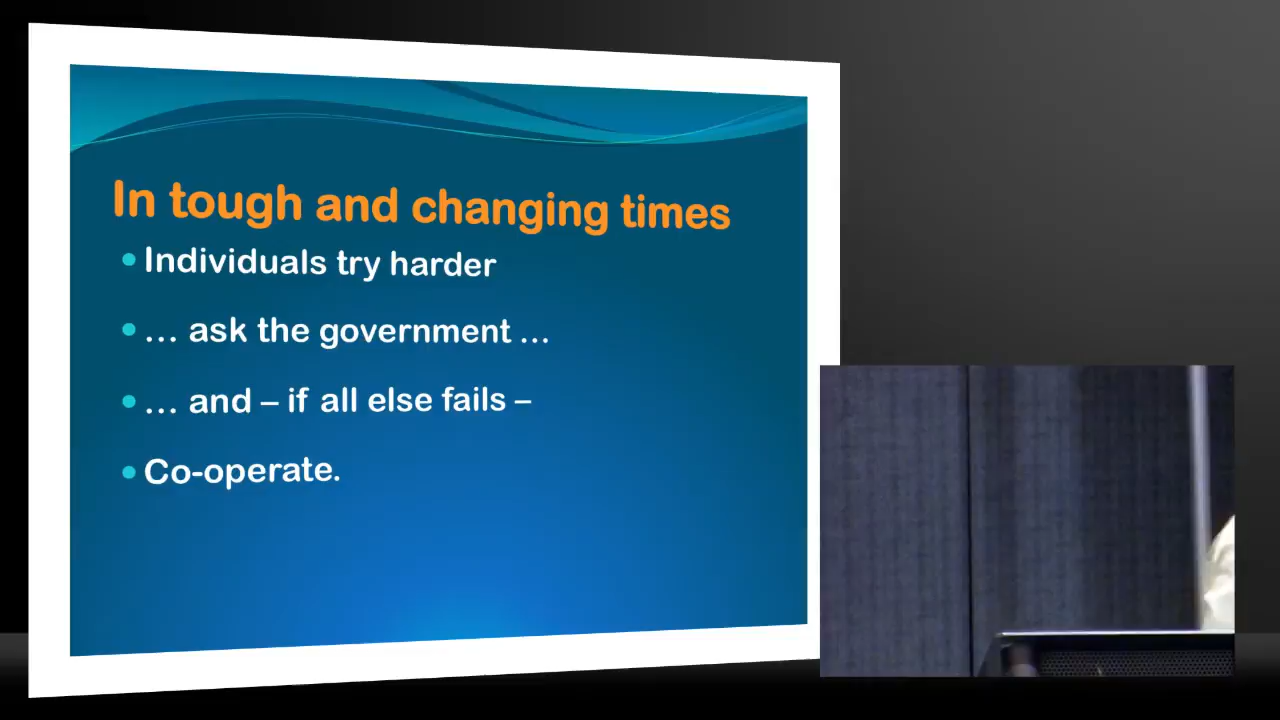 In tough and changing times
• Individuals try harder
• ... ask the government ...
• ... and – if all else fails –
• Co-operate.